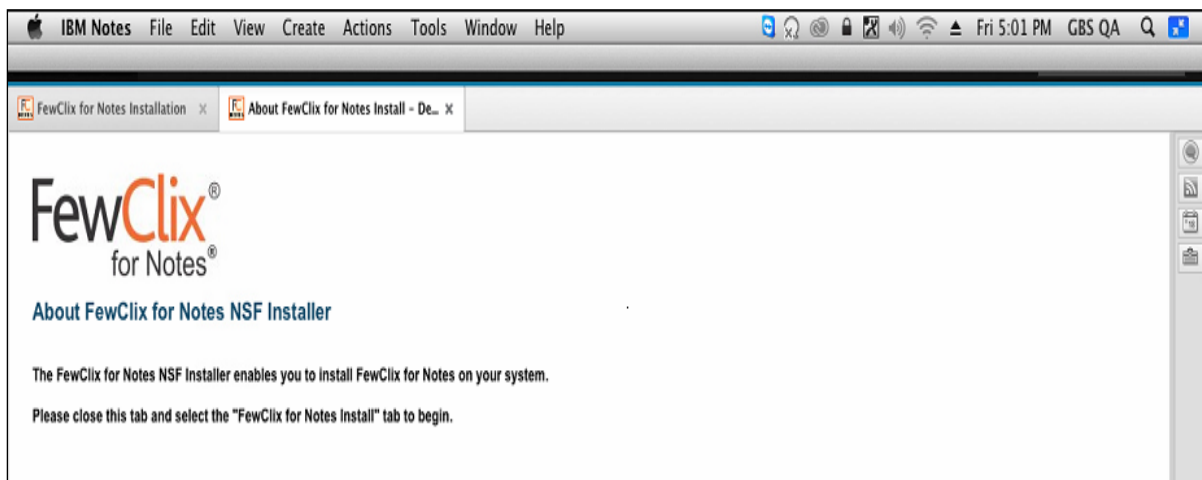 IBM Notes File Edit View Create Actions Tools Window Help Fri 5:01 PM GBS QA
FewClix for Notes Installation × About FewClix for Notes Install - De... ×
FewClix®
for Notes®
About FewClix for Notes NSF Installer
The FewClix for Notes NSF Installer enables you to install FewClix for Notes on your system.
Please close this tab and select the "FewClix for Notes Install" tab to begin.